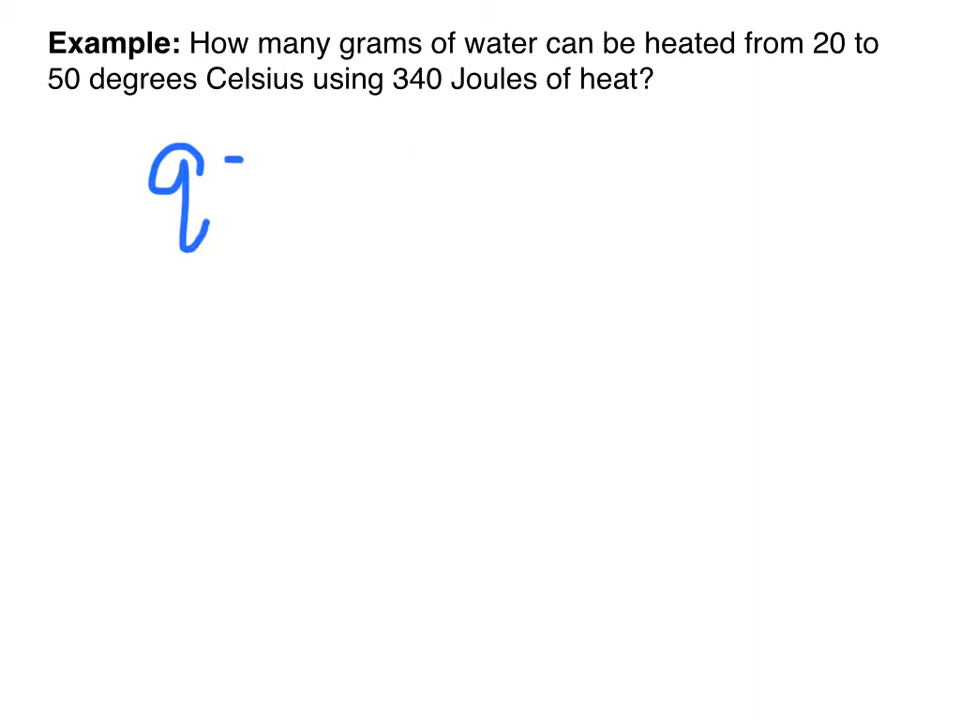 Example: How many grams of water can be heated from 20 to
50 degrees Celsius using 340 Joules of heat?
q -